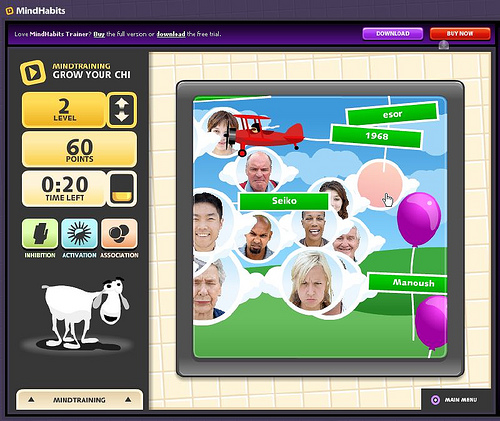 MindHabits
Love MindHabits Trainer? Buy the full version or download the free trial.
DOWNLOAD
BUY NOW
MINDTRAINING
GROW YOUR CHI
2
LEVEL
60
POINTS
0:20
TIME LEFT
INHIBITION
ACTIVATION
ASSOCIATION
esor
1968
Seiko
Manoush
MINDTRAINING
MAIN MENU